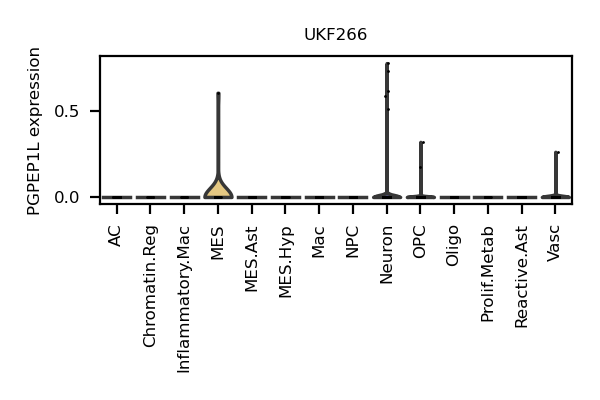 UKF266
PGPEP1L expression
0.5
0.0
AC
Chromatin.Reg
Inflammatory.Mac
MES
MES.Ast
MES.Hyp
Mac
NPC
Neuron
OPC
Oligo
Prolif.Metab
Reactive.Ast
Vasc